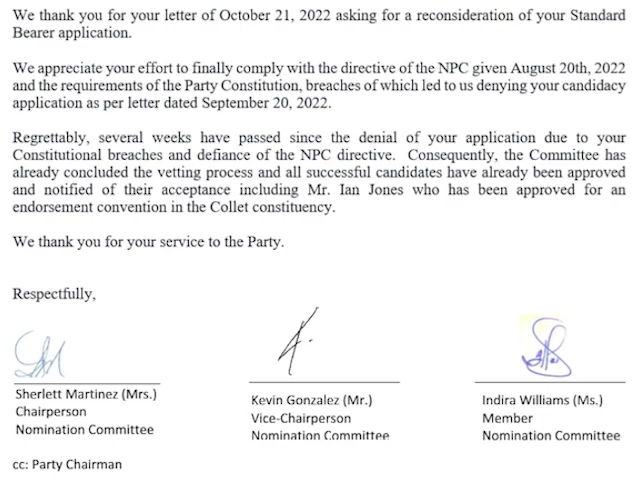 We thank you for your letter of October 21, 2022 asking for a reconsideration of your Standard
Bearer application.
We appreciate your effort to finally comply with the directive of the NPC given August 20th, 2022
and the requirements of the Party Constitution, breaches of which led to us denying your candidacy
application as per letter dated September 20, 2022.
Regrettably, several weeks have passed since the denial of your application due to your
Constitutional breaches and defiance of the NPC directive. Consequently, the Committee has
already concluded the vetting process and all successful candidates have already been approved
and notified of their acceptance including Mr. Ian Jones who has been approved for an
endorsement convention in the Collet constituency.
We thank you for your service to the Party.
Respectfully,
Sherlett Martinez (Mrs.)
Chairperson
Nomination Committee
Kevin Gonzalez (Mr.)
Vice-Chairperson
Nomination Committee
Indira Williams (Ms.)
Member
Nomination Committee
cc: Party Chairman